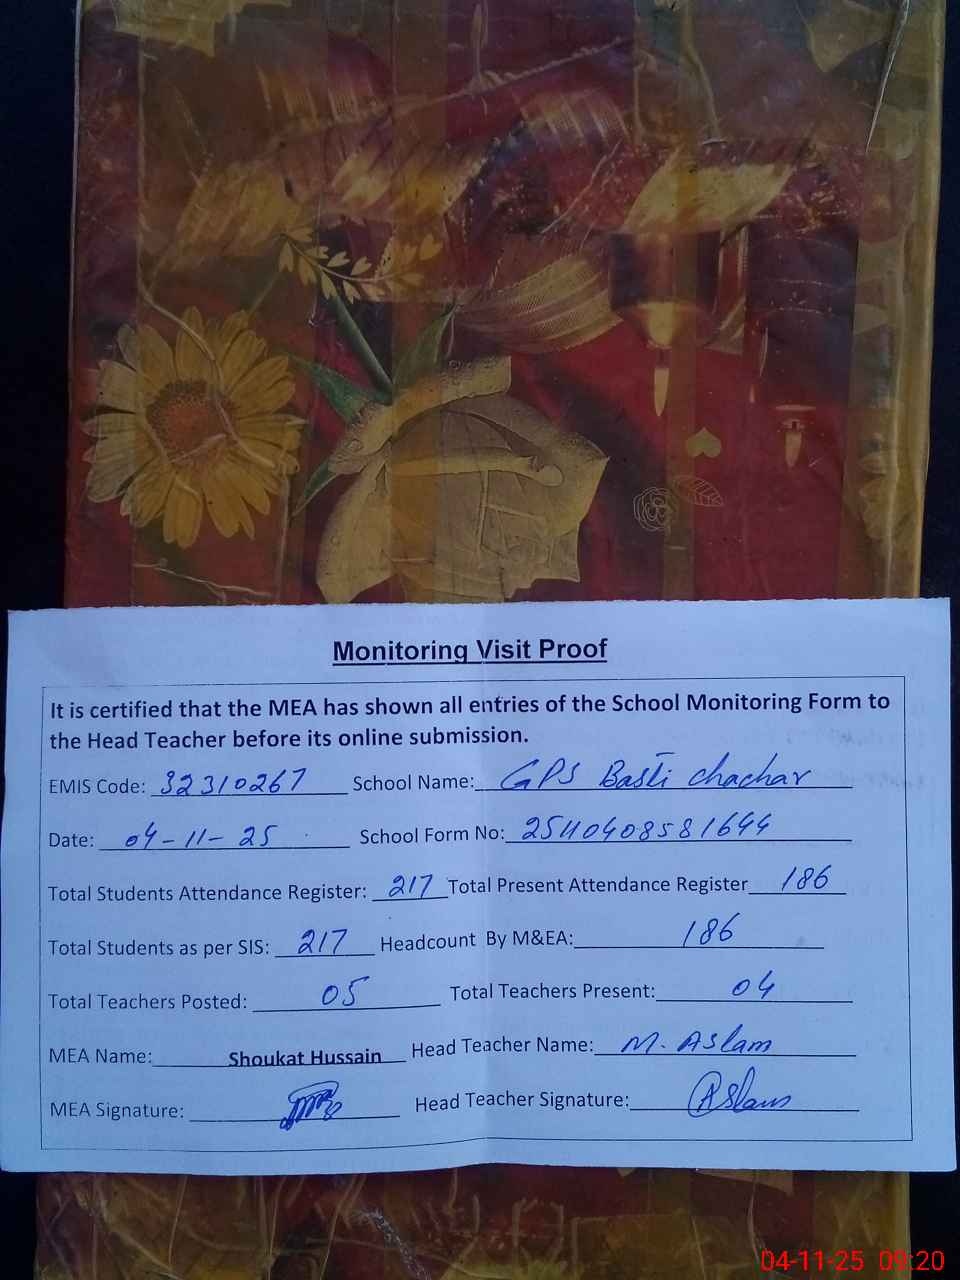 Monitoring Visit Proof
It is certified that the MEA has shown all entries of the School Monitoring Form to
the Head Teacher before its online submission.
EMIS Code: 32310267 School Name: GPS Basti chachar
Date: 04-11-25 School Form No: 25110408581644
Total Students Attendance Register: 217 Total Present Attendance Register 186
Total Students as per SIS: 217 Headcount By M&EA: 186
Total Teachers Posted: 05 Total Teachers Present: 04
MEA Name: Shoukat Hussain Head Teacher Name: M. Aslam
MEA Signature: Head Teacher Signature: Aslam
04-11-25 09:20